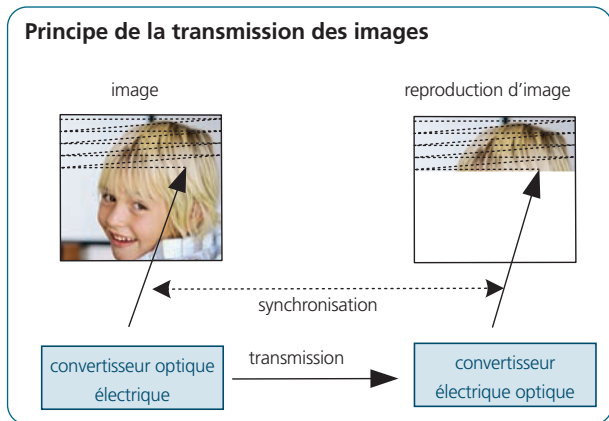 Principe de la transmission des images
image
reproduction d'image
synchronisation
convertisseur optique
électrique
transmission
convertisseur
électrique optique